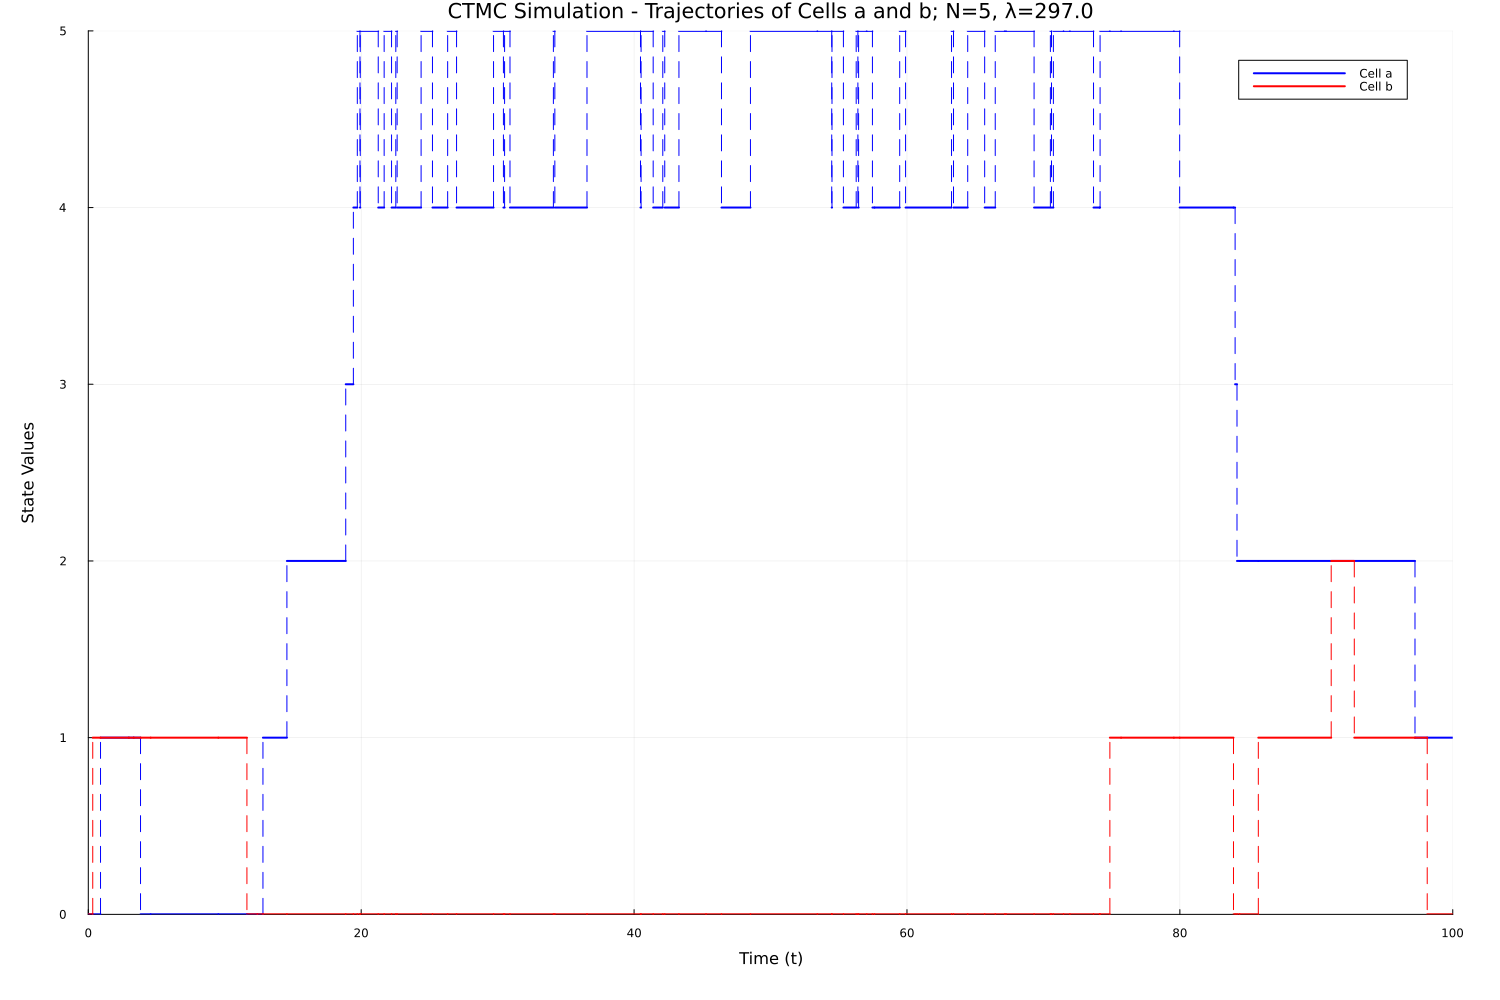 CTMC Simulation - Trajectories of Cells a and b; N=5, λ=297.0
5
4
3
2
1
0
State Values
Cell a
Cell b
0 20 40 60 80 100
Time (t)